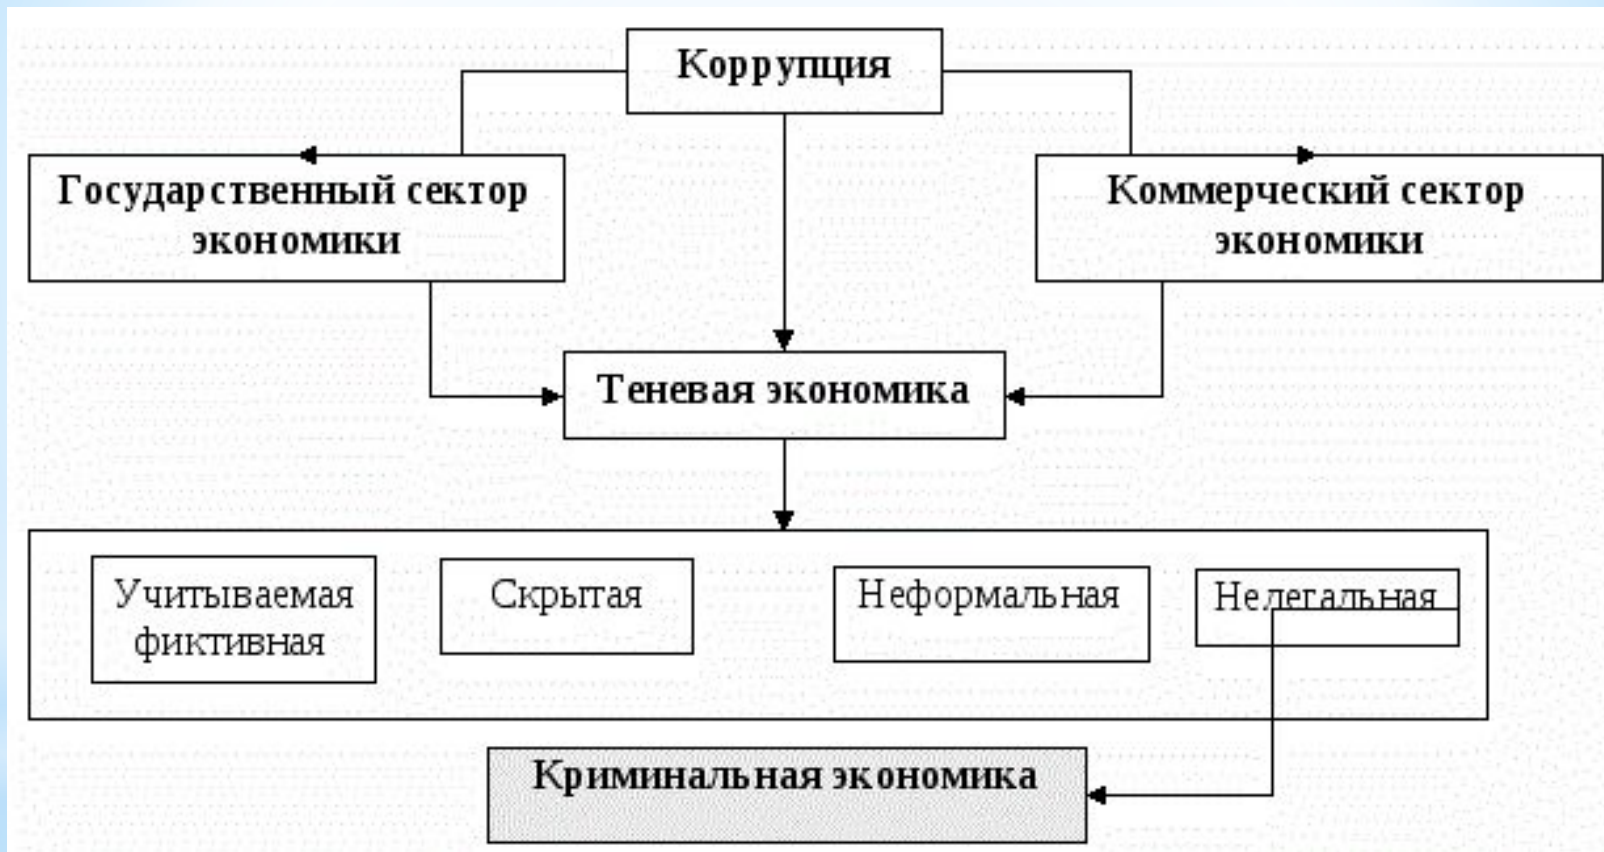 Коррупция
Государственный сектор
экономики
Коммерческий сектор
экономики
Теневая экономика
Учитываемая
фиктивная
Скрытая
Неформальная
Нелегальная
Криминальная экономика